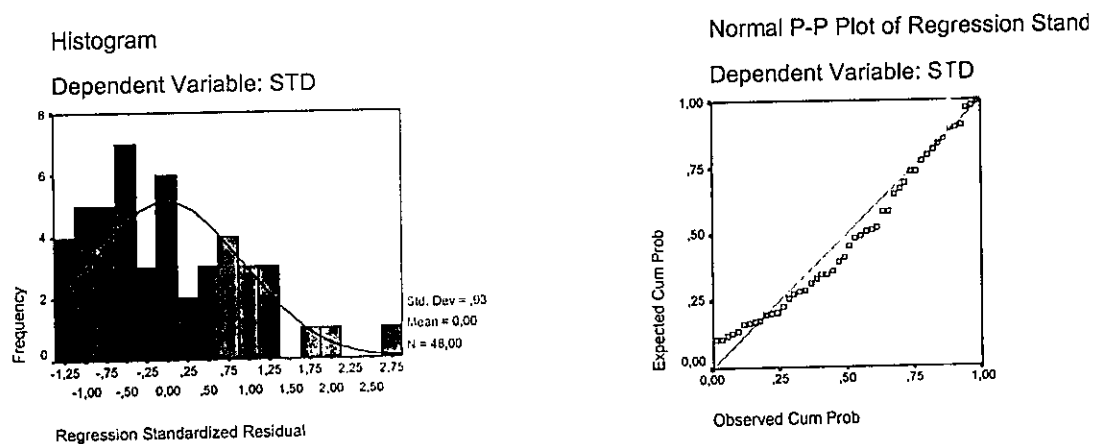 Histogram
Dependent Variable: STD
8
6
4
2
0
Frequency
Std. Dev = ,93
Mean = 0,00
N = 48,00
-1,25 -,75 -,25 ,25 ,75 1,25 1,75 2,25 2,75
-1,00 -,50 0,00 ,50 1,00 1,50 2,00 2,50
Regression Standardized Residual
Normal P-P Plot of Regression Stand
Dependent Variable: STD
1,00
,75
,50
,25
0,00
Expected Cum Prob
0,00 ,25 ,50 ,75 1,00
Observed Cum Prob